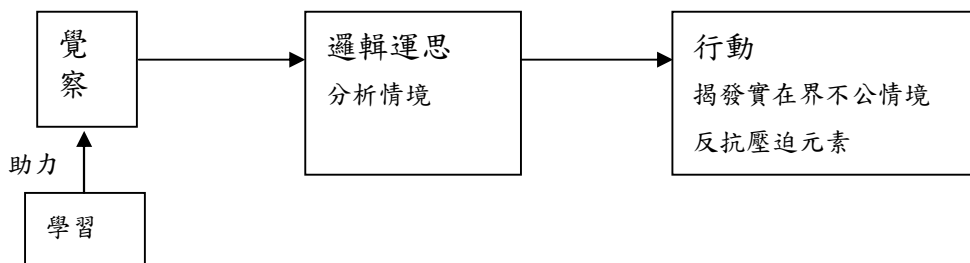 覺
察
邏輯運思
分析情境
行動
揭發實在界不公情境
反抗壓迫元素
助力
學習